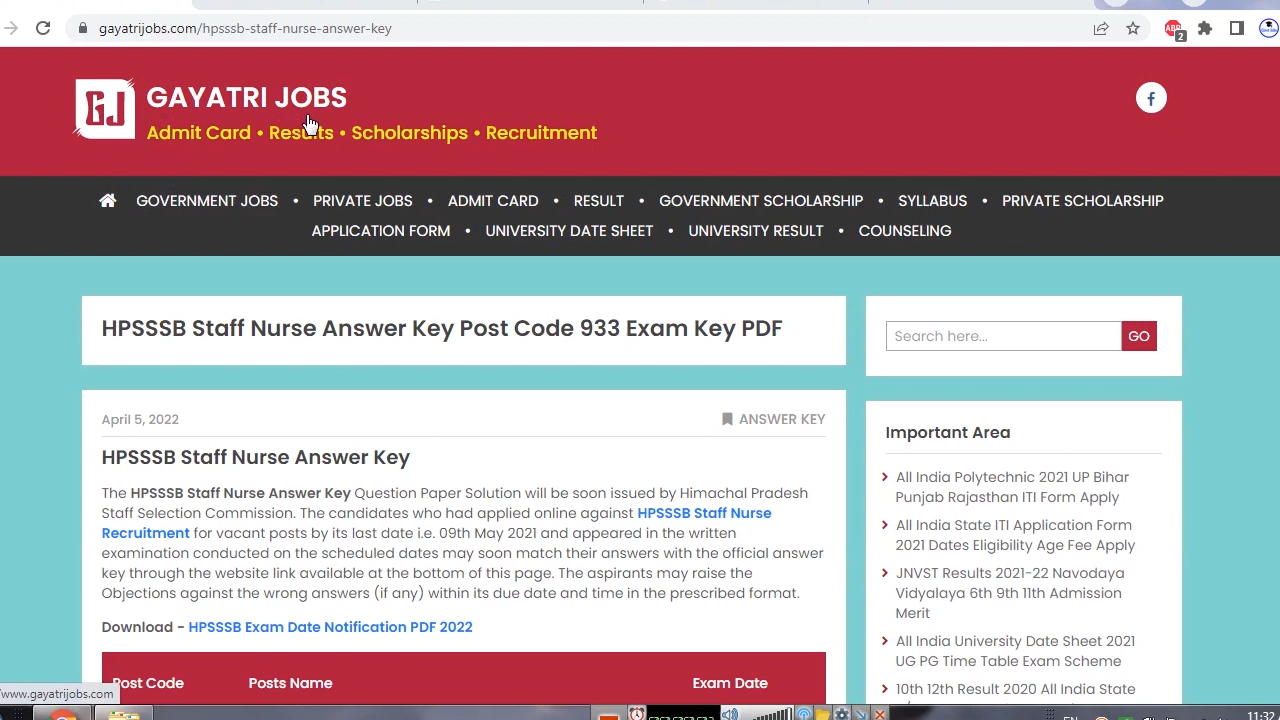 gayatrijobs.com/hpsssb-staff-nurse-answer-key
ABP
2
GJ
GAYATRI JOBS
Admit Card • Results • Scholarships • Recruitment
GOVERNMENT JOBS • PRIVATE JOBS • ADMIT CARD • RESULT • GOVERNMENT SCHOLARSHIP • SYLLABUS • PRIVATE SCHOLARSHIP
APPLICATION FORM • UNIVERSITY DATE SHEET • UNIVERSITY RESULT • COUNSELING
HPSSSB Staff Nurse Answer Key Post Code 933 Exam Key PDF
April 5, 2022
ANSWER KEY
HPSSSB Staff Nurse Answer Key
The HPSSSB Staff Nurse Answer Key Question Paper Solution will be soon issued by Himachal Pradesh
Staff Selection Commission. The candidates who had applied online against HPSSSB Staff Nurse
Recruitment for vacant posts by its last date i.e. 09th May 2021 and appeared in the written
examination conducted on the scheduled dates may soon match their answers with the official answer
key through the website link available at the bottom of this page. The aspirants may raise the
Objections against the wrong answers (if any) within its due date and time in the prescribed format.
Download - HPSSSB Exam Date Notification PDF 2022
Post Code Posts Name Exam Date
Search here...
GO
Important Area
All India Polytechnic 2021 UP Bihar
Punjab Rajasthan ITI Form Apply
All India State ITI Application Form
2021 Dates Eligibility Age Fee Apply
JNVST Results 2021-22 Navodaya
Vidyalaya 6th 9th 11th Admission
Merit
All India University Date Sheet 2021
UG PG Time Table Exam Scheme
10th 12th Result 2020 All India State
/www.gayatrijobs.com
EN
11:32